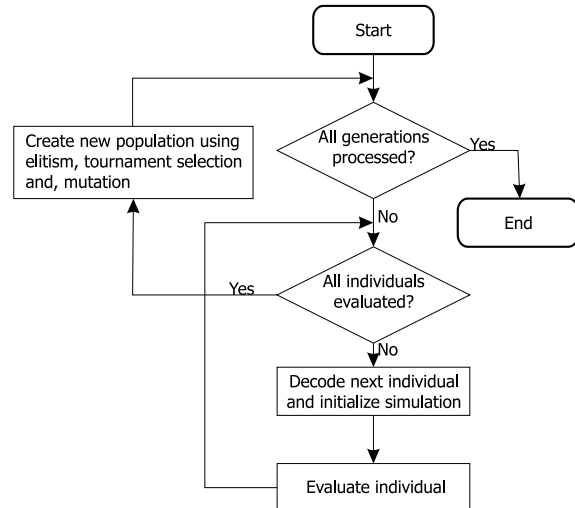 Start
All generations
processed?
Yes
End
Create new population using
elitism, tournament selection
and, mutation
No
All individuals
evaluated?
Yes
No
Decode next individual
and initialize simulation
Evaluate individual